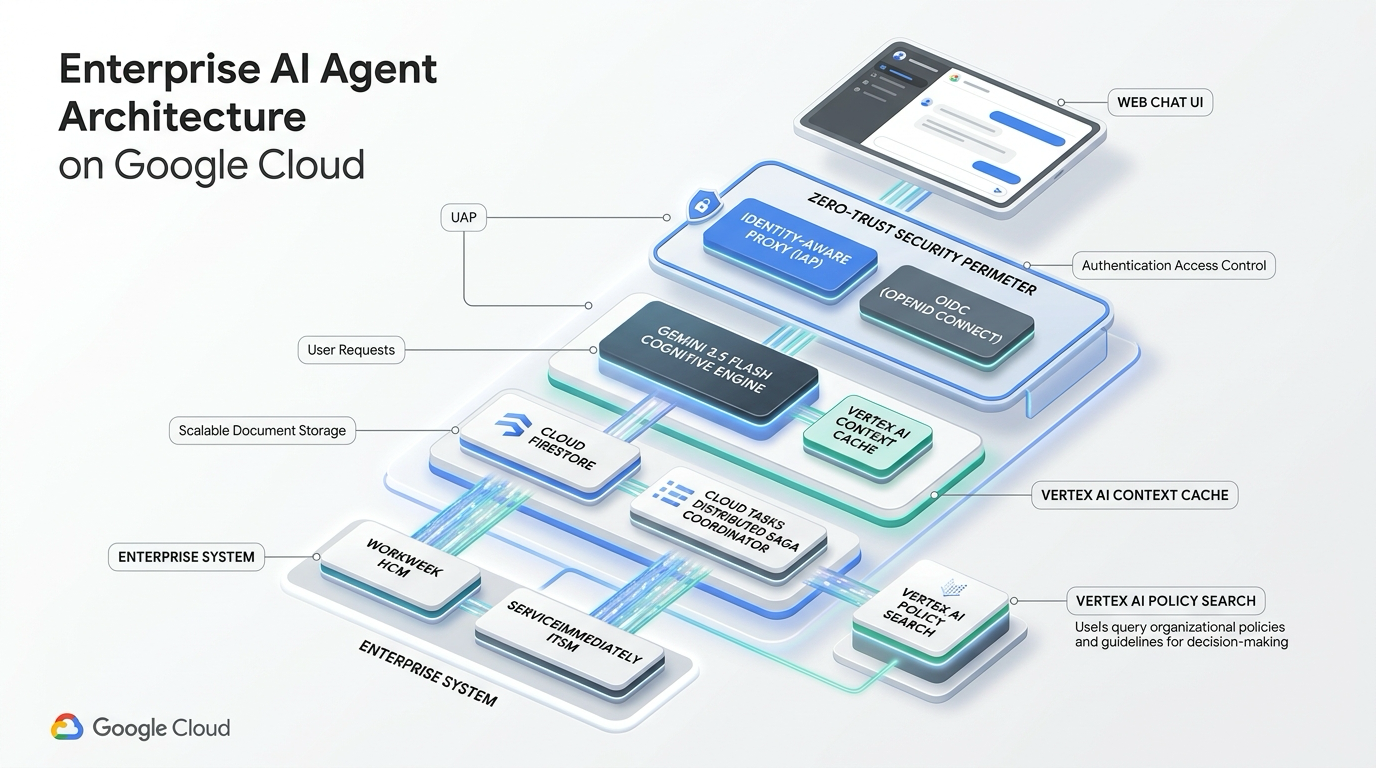 Enterprise AI Agent
Architecture
on Google Cloud
WEB CHAT UI
UAP
ZERO-TRUST SECURITY PERIMETER
IDENTITY-AWARE
PROXY (IAP)
OIDC
(OPENID CONNECT)
Authentication Access Control
User Requests
GEMINI 2.5 FLASH
COGNITIVE ENGINE
VERTEX AI
CONTEXT
CACHE
Scalable Document Storage
CLOUD
FIRESTORE
CLOUD TASKS
DISTRIBUTED SAGA
COORDINATOR
VERTEX AI CONTEXT CACHE
ENTERPRISE SYSTEM
WORKWEEK
HCM
SERVICEIMMEDIATELY
ITSM
ENTERPRISE SYSTEM
VERTEX AI
POLICY
SEARCH
VERTEX AI POLICY SEARCH
Usels query organizational policies
and guidelines for decision-making
Google Cloud